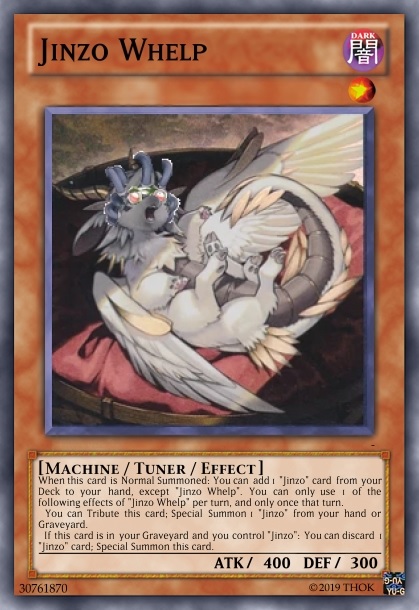 Jinzo Whelp
DARK
闇
-
[Machine / Tuner / Effect]
When this card is Normal Summoned: You can add 1 "Jinzo" card from your
Deck to your hand, except "Jinzo Whelp". You can only use 1 of the
following effects of "Jinzo Whelp" per turn, and only once that turn.
You can Tribute this card; Special Summon 1 "Jinzo" from your hand or
Graveyard.
If this card is in your Graveyard and you control "Jinzo": You can discard 1
"Jinzo" card; Special Summon this card.
ATK / 400 DEF / 300
30761870
©2019 THOK
YU-G
YU-G